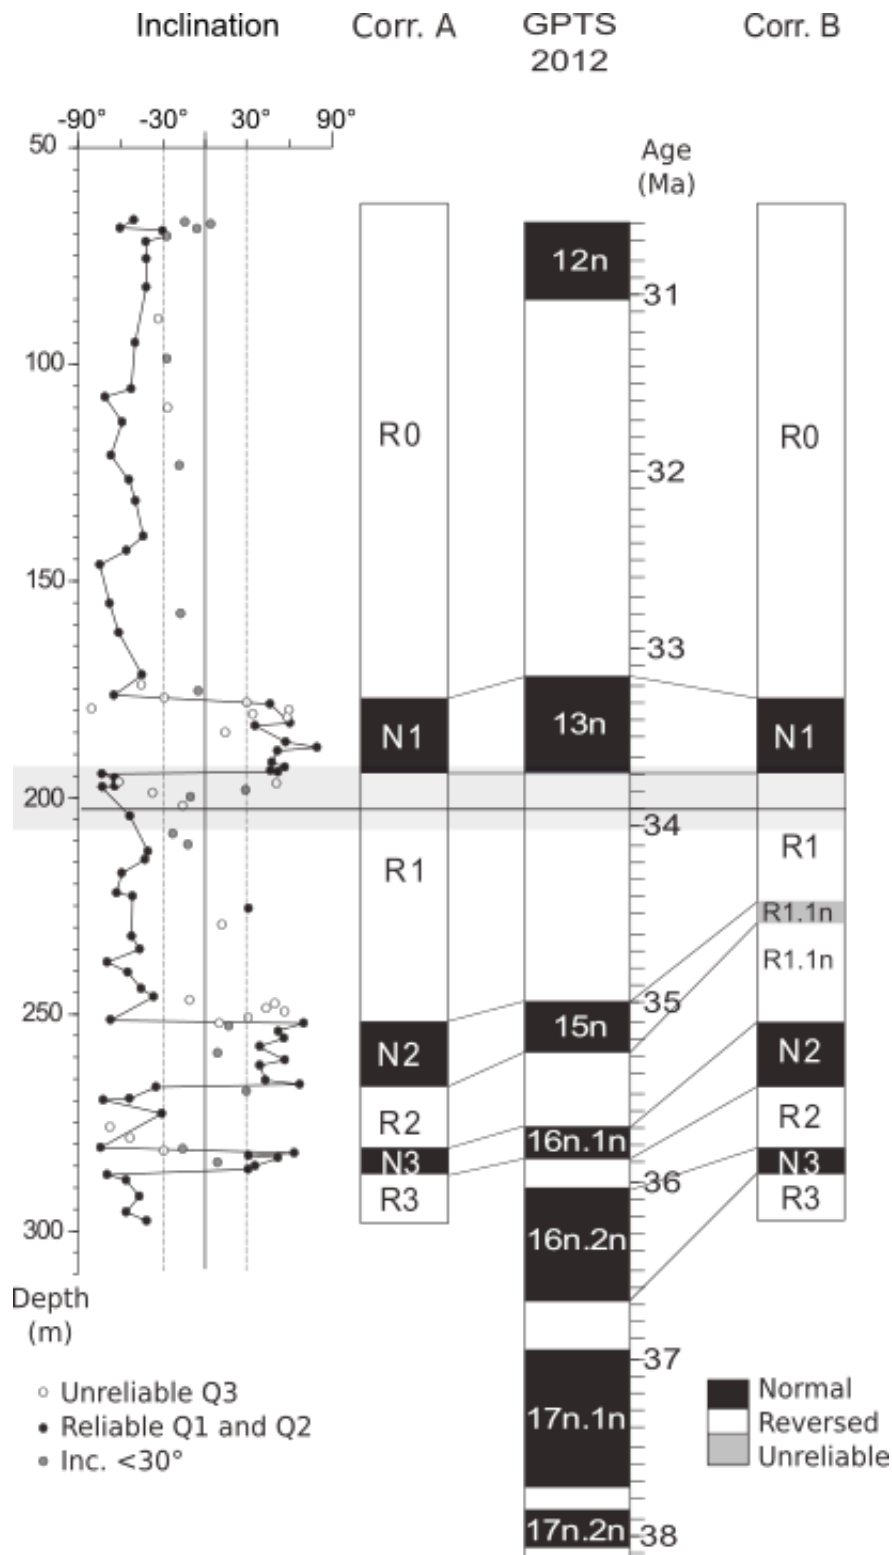 Inclination Corr. A GPTS 2012 Corr. B
-90° -30° 30° 90°
50
Age
(Ma)
12n
31
100
R0
R0
32
150
33
N1
13n
N1
200
34
R1
R1
R1.1n
R1.1n
250
35
15n
N2
N2
R2
16n.1n
R2
N3
36
N3
R3
R3
300
16n.2n
Depth
(m)
37
17n.1n
17n.2n
38
Unreliable Q3
Reliable Q1 and Q2
Inc. <30°
Normal
Reversed
Unreliable